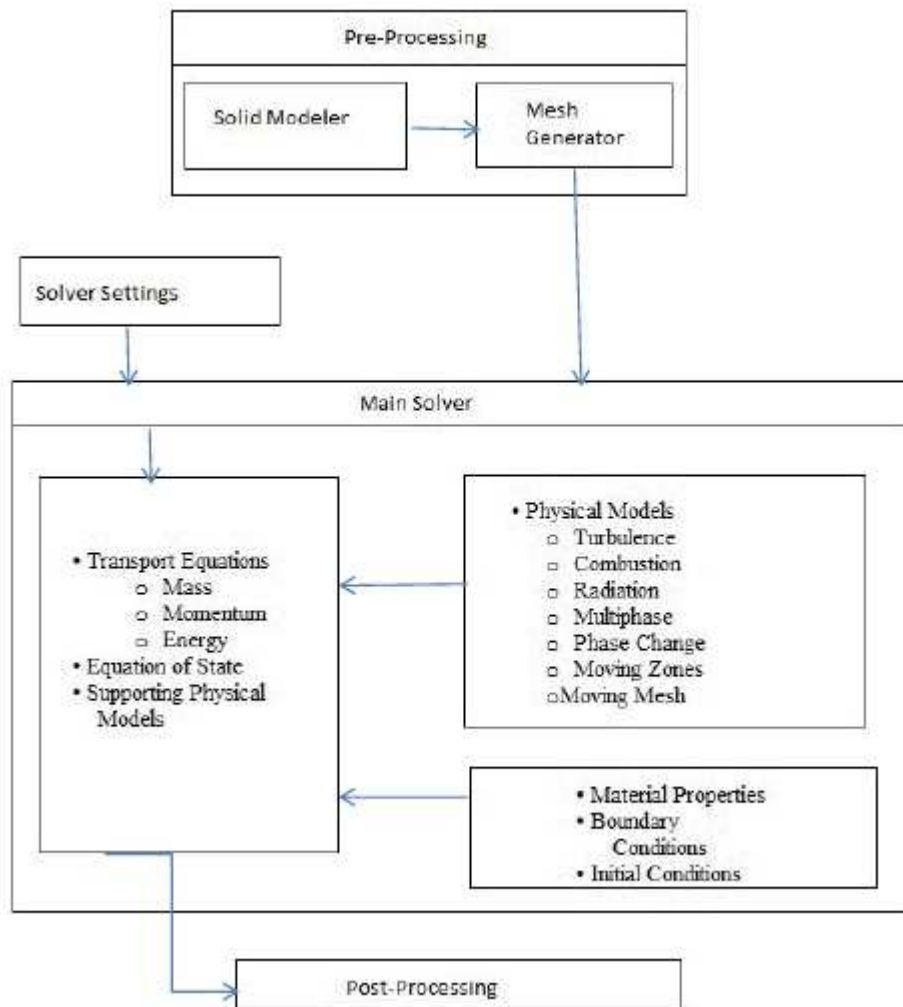 Pre-Processing
Solid Modeler
Mesh
Generator
Solver Settings
Main Solver
• Transport Equations
o Mass
o Momentum
o Energy
• Equation of State
• Supporting Physical
Models
• Physical Models
o Turbulence
o Combustion
o Radiation
o Multiphase
o Phase Change
o Moving Zones
oMoving Mesh
• Material Properties
• Boundary
Conditions
• Initial Conditions
Post-Processing